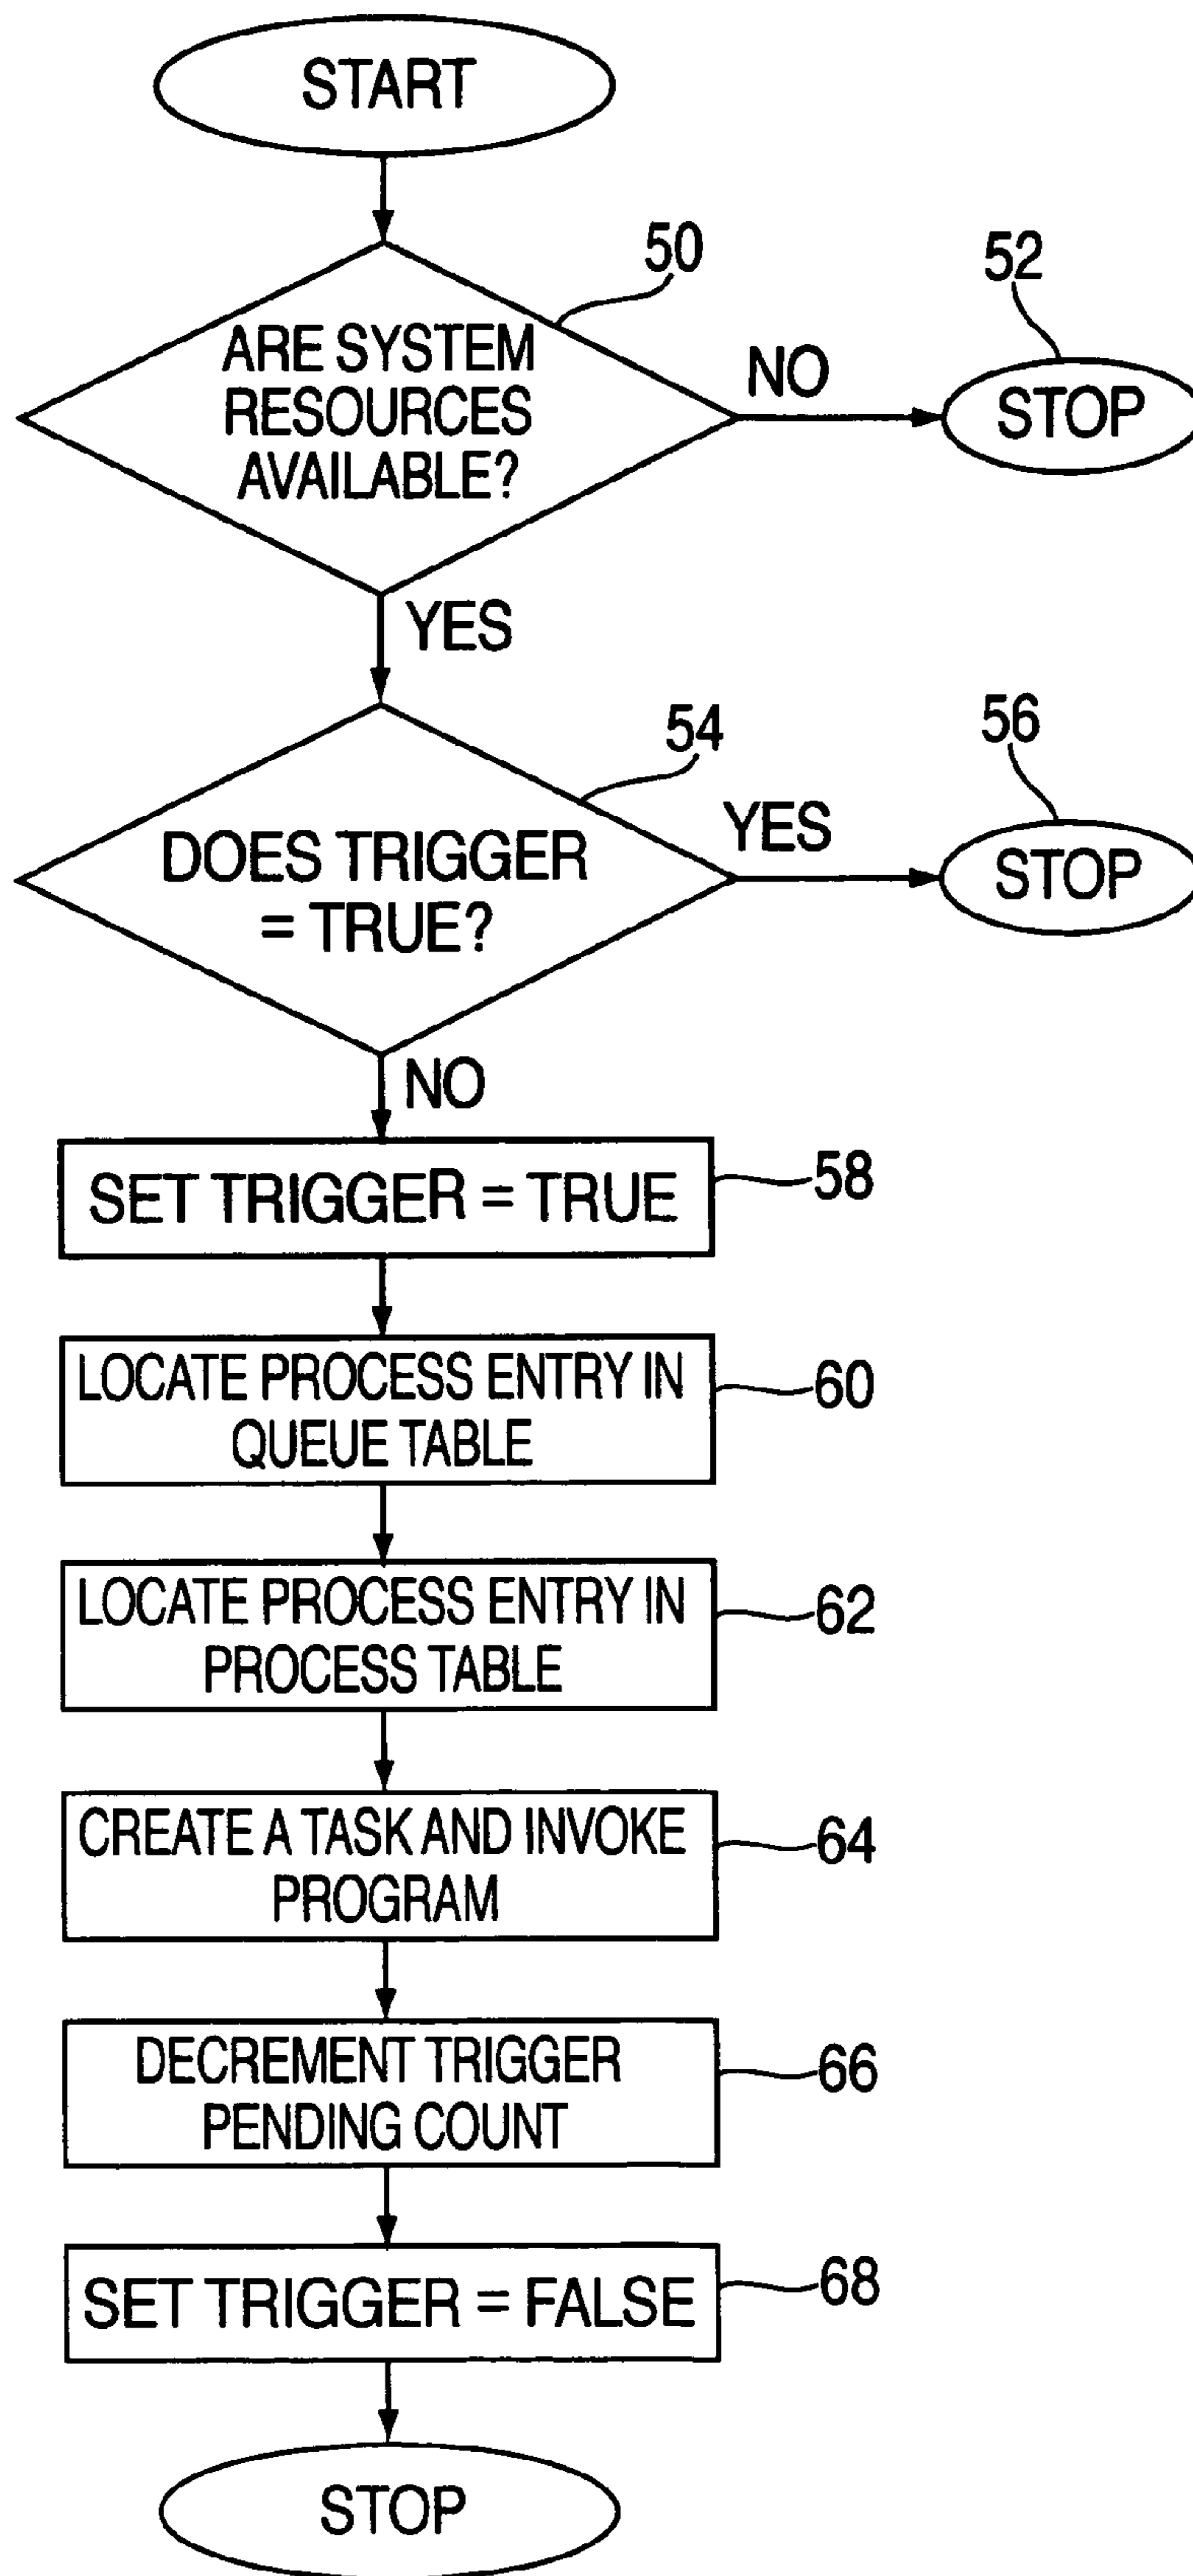 START
50
52
ARE SYSTEM
RESOURCES
AVAILABLE?
NO
STOP
YES
54
56
DOES TRIGGER
= TRUE?
YES
STOP
NO
SET TRIGGER = TRUE
58
LOCATE PROCESS ENTRY IN
QUEUE TABLE
60
LOCATE PROCESS ENTRY IN
PROCESS TABLE
62
CREATE A TASK AND INVOKE
PROGRAM
64
DECREMENT TRIGGER
PENDING COUNT
66
SET TRIGGER = FALSE
68
STOP